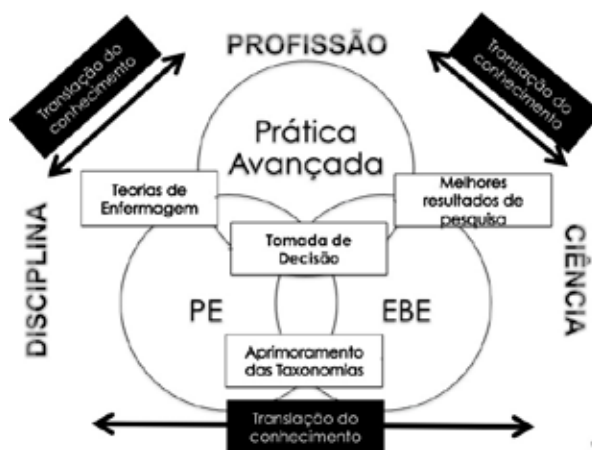 PROFISSÃO
Translação do
conhecimento
Translação do
conhecimento
Prática
Avançada
Teorias de
Enfermagem
Melhores
resultados de
pesquisa
Tomada de
Decisão
DISCIPLINA
CIÊNCIA
PE
EBE
Aprimoramento
das Taxonomias
Translação do
conhecimento